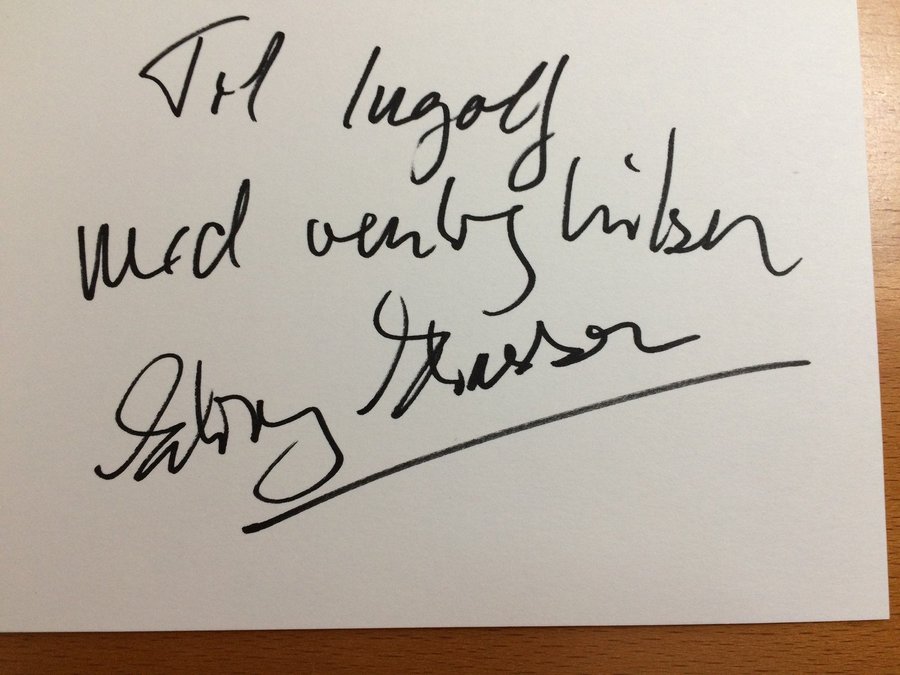 Til Ingolf
med venlig hilsen